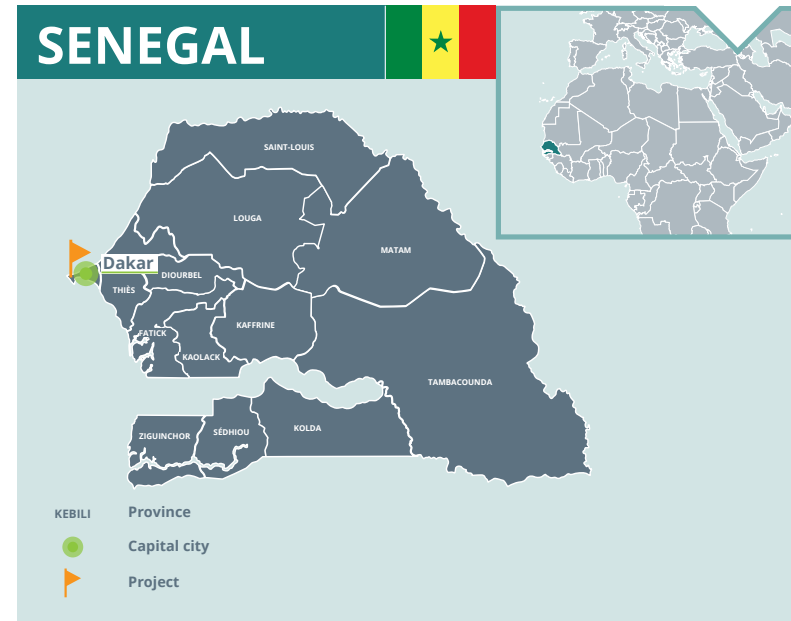 SENEGAL
SAINT-LOUIS
LOUGA
MATAM
Dakar
DIOURBEL
THIÈS
KAFFRINE
FATICK
KAOLACK
TAMBACOUNDA
KOLDA
SÉDHIOU
ZIGUINCHOR
KEBILI Province
Capital city
Project